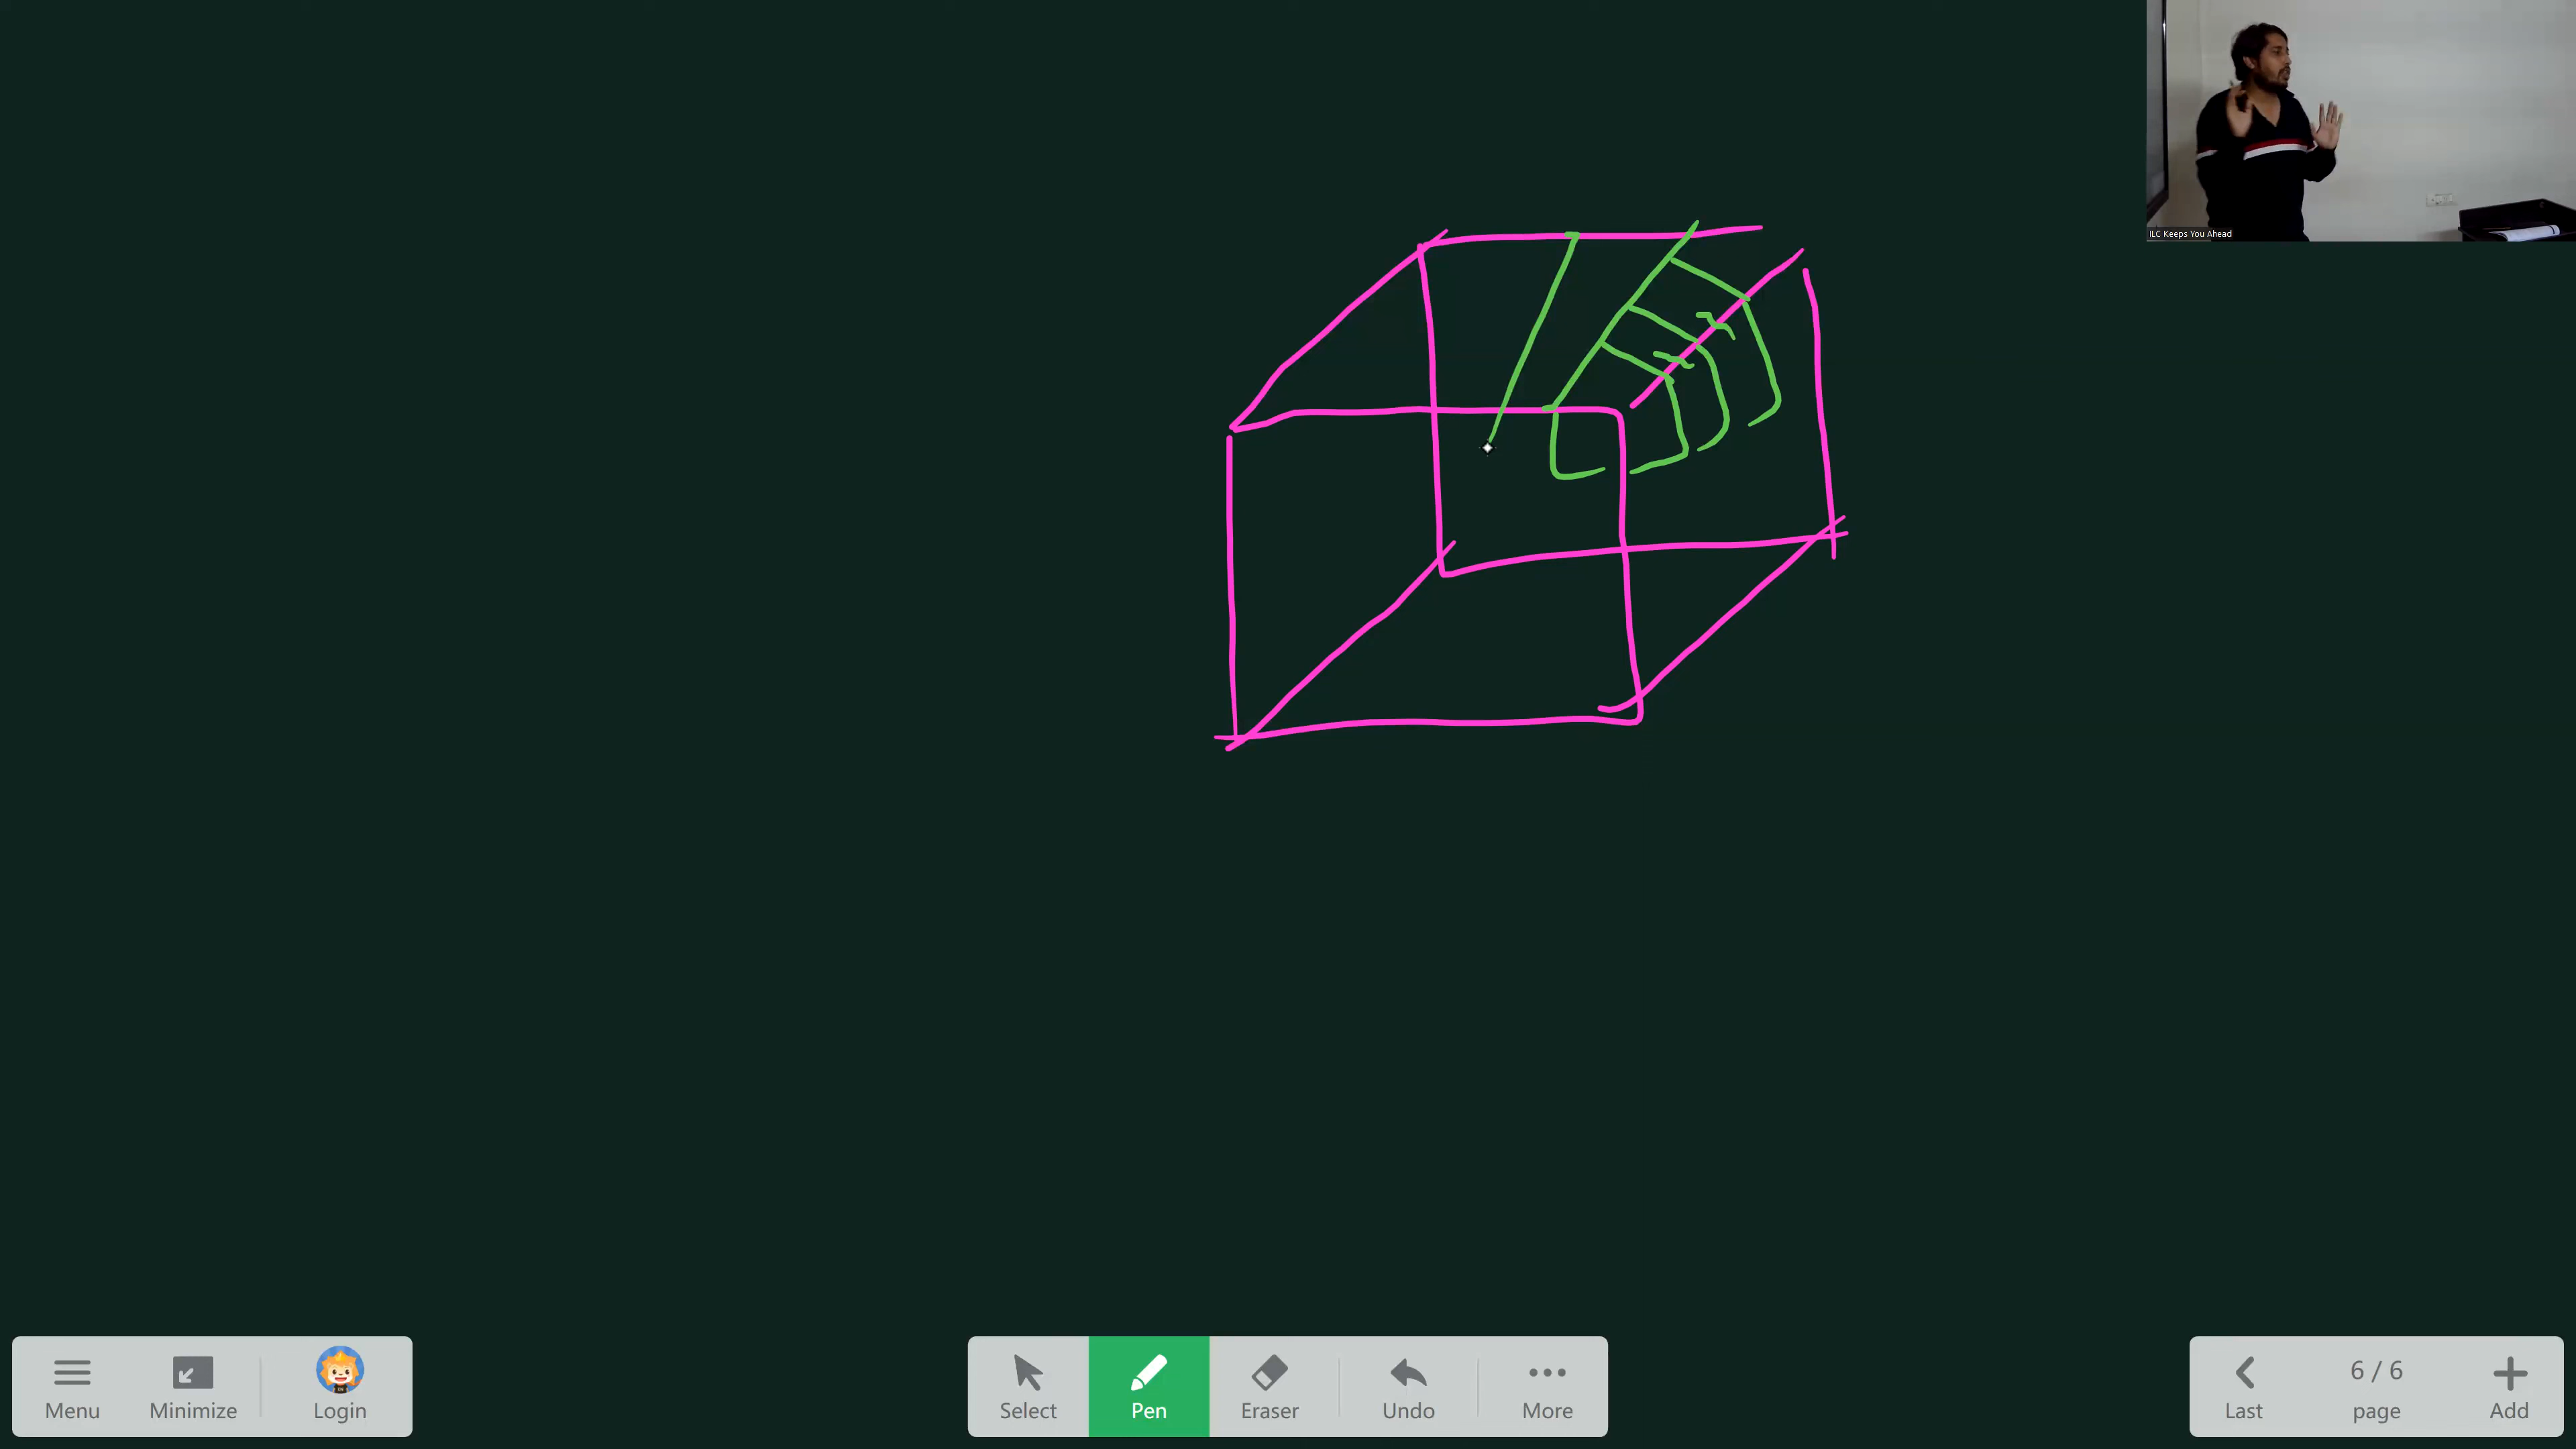 ILC Keeps You Ahead
Menu
Minimize
Login
Select
Pen
Eraser
Undo
More
Last
6 / 6
page
Add